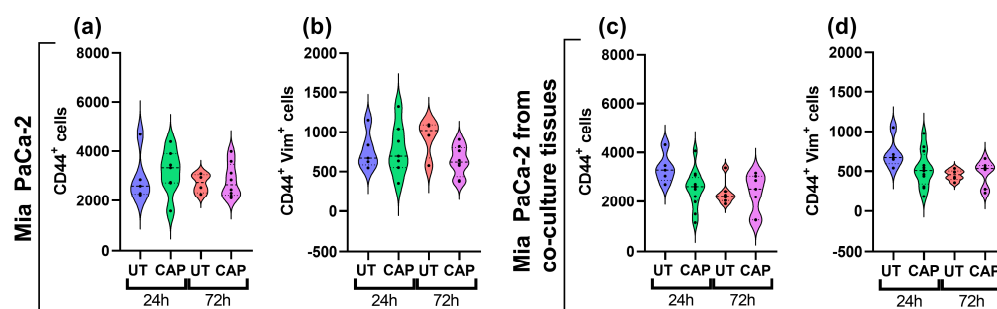 (a)
Mia PaCa-2
CD44+ cells
8000
6000
4000
2000
0
UT CAP UT CAP
24h 72h
(b)
CD44+ Vim+ cells
2000
1500
1000
500
0
-500
UT CAP UT CAP
24h 72h
(c)
Mia PaCa-2 from
co-culture tissues
CD44+ cells
8000
6000
4000
2000
0
UT CAP UT CAP
24h 72h
(d)
CD44+ Vim+ cells
2000
1500
1000
500
0
-500
UT CAP UT CAP
24h 72h